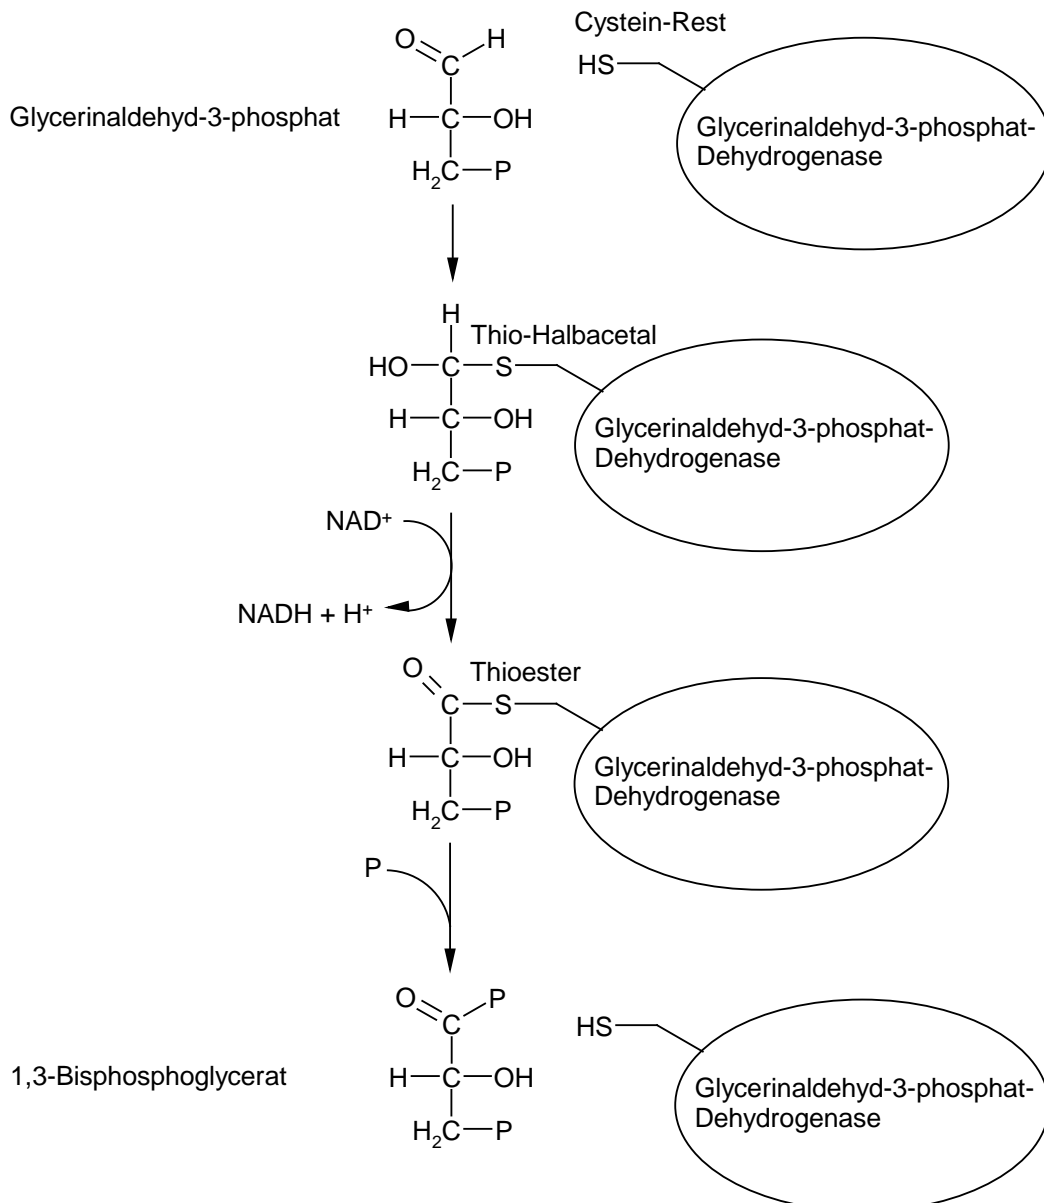 Cystein-Rest
O
H
C
HS
Glycerinaldehyd-3-phosphat
H
C
OH
Glycerinaldehyd-3-phosphat-
Dehydrogenase
H2C
P
H
Thio-Halbacetal
HO
C
S
H
C
OH
Glycerinaldehyd-3-phosphat-
Dehydrogenase
H2C
P
NAD+
NADH + H+
O
Thioester
C
S
H
C
OH
Glycerinaldehyd-3-phosphat-
Dehydrogenase
H2C
P
P
O
P
C
HS
1,3-Bisphosphoglycerat
H
C
OH
Glycerinaldehyd-3-phosphat-
Dehydrogenase
H2C
P